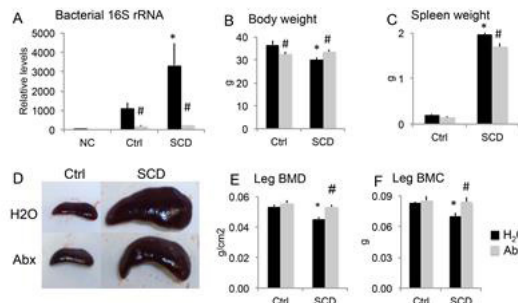 A Bacterial 16S rRNA
Relative levels
6000
5000
4000
3000
2000
1000
0
*
#
#
NC Ctrl SCD
B Body weight
g
40
30
20
10
0
#
*
#
Ctrl SCD
C Spleen weight
g
2
1
0
*
#
Ctrl SCD
D Ctrl SCD
H2O
Abx
E Leg BMD
g/cm2
0.06
0.04
0.02
0.00
*
#
Ctrl SCD
F Leg BMC
g
0.09
0.06
0.03
0.00
*
#
Ctrl SCD
H₂
Ab